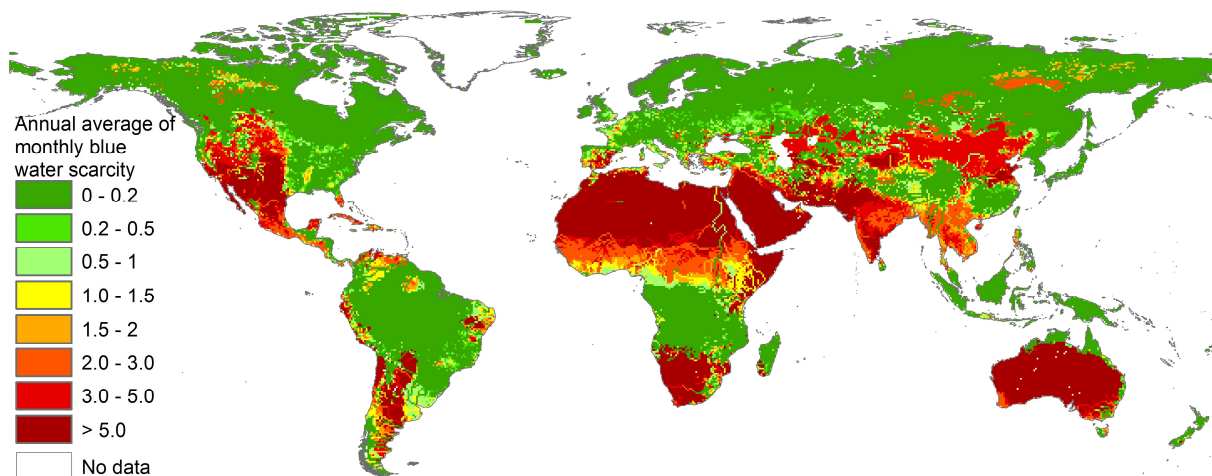 Annual average of
monthly blue
water scarcity
0 - 0.2
0.2 - 0.5
0.5 - 1
1.0 - 1.5
1.5 - 2
2.0 - 3.0
3.0 - 5.0
> 5.0
No data